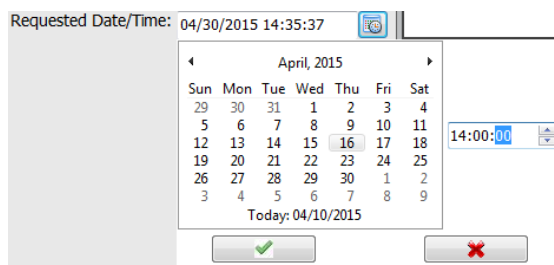 Requested Date/Time: 04/30/2015 14:35:37
April, 2015
Sun Mon Tue Wed Thu Fri Sat
29 30 31 1 2 3 4
5 6 7 8 9 10 11
12 13 14 15 16 17 18
19 20 21 22 23 24 25
26 27 28 29 30 1 2
3 4 5 6 7 8 9
Today: 04/10/2015
14:00:00